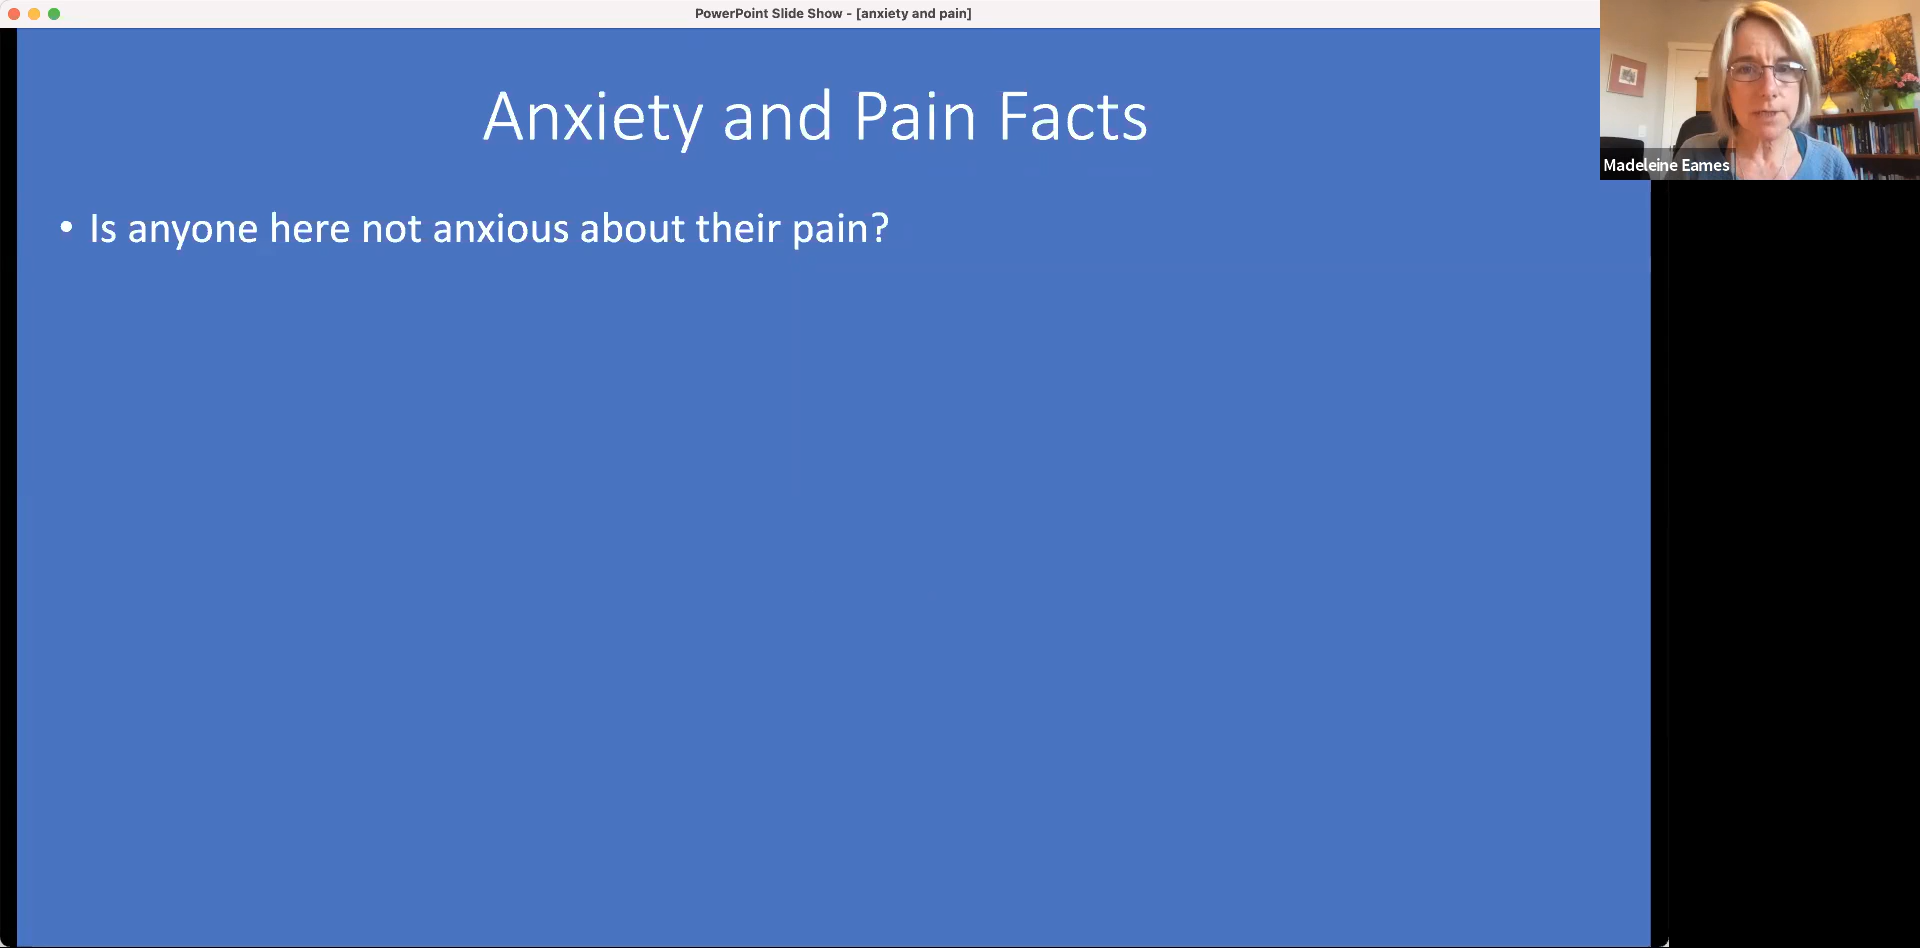 PowerPoint Slide Show - [anxiety and pain]
Anxiety and Pain Facts
• Is anyone here not anxious about their pain?
Madeleine Eames